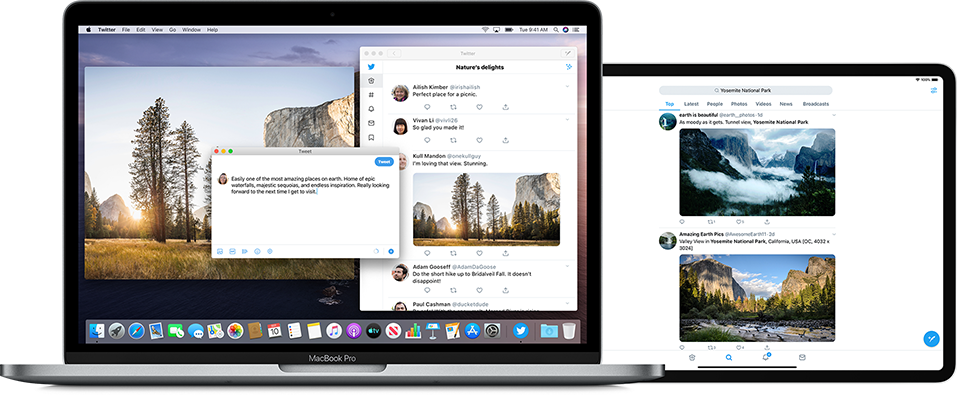 Twitter File Edit View Go Window Help
Tue 9:41 AM
Twitter
Nature's delights
Ailish Kimber @irishailish
Perfect place for a picnic.
Vivan Li @vivli26
So glad you made it!
Kull Mandon @onekullguy
I'm loving that view. Stunning.
Adam Gooseff @AdamDaGoose
Do the short hike up to Bridalveil Fall. It doesn't
disappoint!
Paul Cashman @ducketdude
Tweet
Tweet
Easily one of the most amazing places on earth. Home of epic
waterfalls, majestic sequoias, and endless inspiration. Really looking
forward to the next time I get to visit.
MacBook Pro
100%
Yosemite National Park
Top Latest People Photos Videos News Broadcasts
earth is beautiful @earth_photos·1d
As moody as it gets. Tunnel view, Yosemite National Park
Amazing Earth Pics @AwesomeEarth11·3d
Valley View in Yosemite National Park, California, USA [OC, 4032 x
3024]